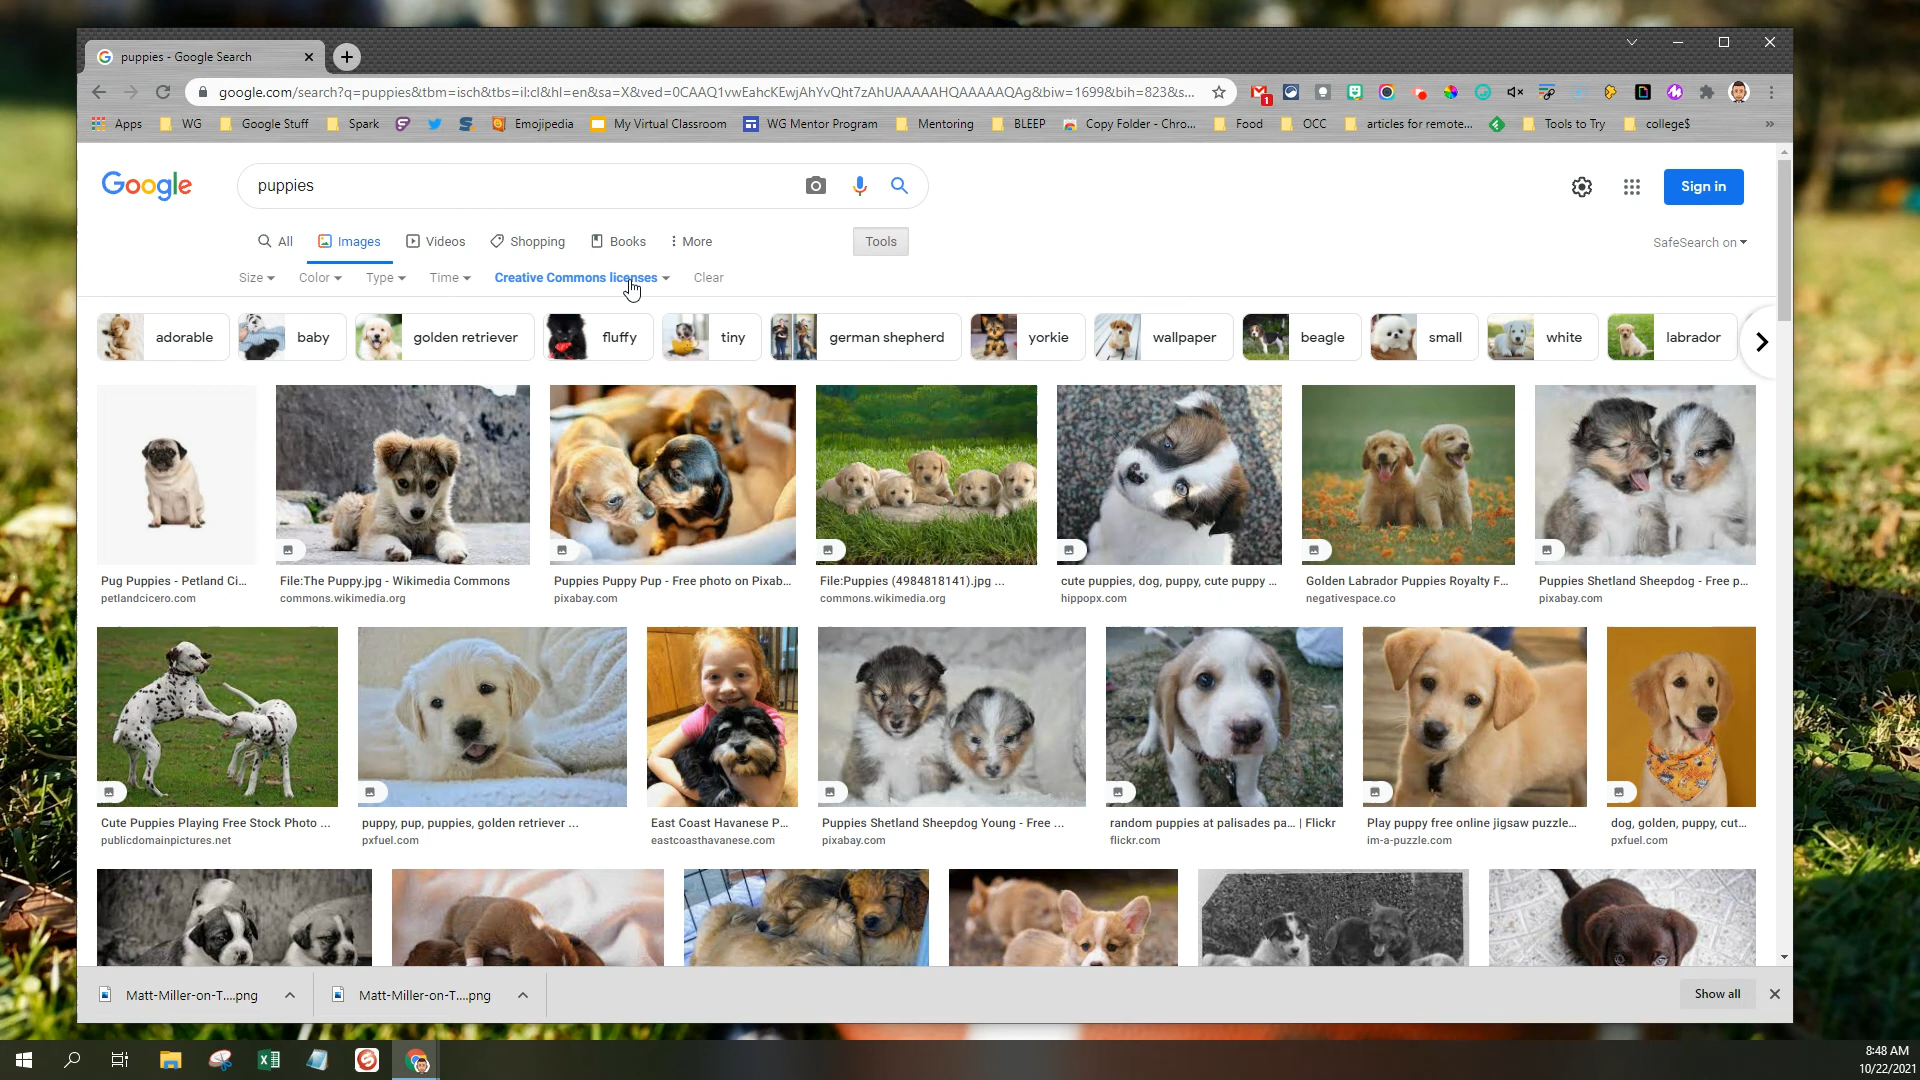 puppies - Google Search
google.com/search?q=puppies&tbm=isch&tbs=il:cl&hl=en&sa=X&ved=0CAAQ1vwEahcKEwjAhYvQht7zAhUAAAAAHQAAAAAQAg&biw=1699&bih=823&s...
1
Apps WG Google Stuff Spark Emojipedia My Virtual Classroom WG Mentor Program Mentoring BLEEP Copy Folder - Chro... Food OCC articles for remote... Tools to Try college$ »
Google puppies Sign in
All Images Videos Shopping Books More Tools SafeSearch on
Size Color Type Time Creative Commons licenses Clear
adorable baby golden retriever fluffy tiny german shepherd yorkie wallpaper beagle small white labrador
Pug Puppies - Petland Ci... File:The Puppy.jpg - Wikimedia Commons Puppies Puppy Pup - Free photo on Pixab... File:Puppies (4984818141).jpg ... cute puppies, dog, puppy, cute puppy ... Golden Labrador Puppies Royalty F... Puppies Shetland Sheepdog - Free p...
petlandcicero.com commons.wikimedia.org pixabay.com commons.wikimedia.org hippopx.com negativespace.co pixabay.com
Cute Puppies Playing Free Stock Photo ... puppy, pup, puppies, golden retriever ... East Coast Havanese P... Puppies Shetland Sheepdog Young - Free ... random puppies at palisades pa... | Flickr Play puppy free online jigsaw puzzle... dog, golden, puppy, cut...
publicdomainpictures.net pxfuel.com eastcoasthavanese.com pixabay.com flickr.com im-a-puzzle.com pxfuel.com
Matt-Miller-on-T....png Matt-Miller-on-T....png Show all
8:48 AM
10/22/2021